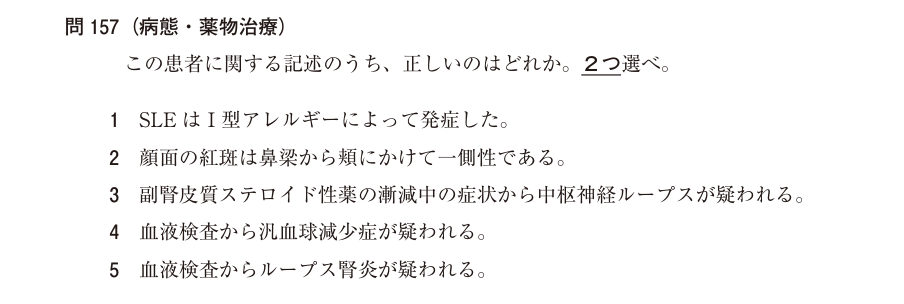 問 157（病態・薬物治療）
この患者に関する記述のうち、正しいのはどれか。２つ選べ。
1 SLE はⅠ型アレルギーによって発症した。
2 顔面の紅斑は鼻梁から頬にかけて一側性である。
3 副腎皮質ステロイド性薬の漸減中の症状から中枢神経ループスが疑われる。
4 血液検査から汎血球減少症が疑われる。
5 血液検査からループス腎炎が疑われる。